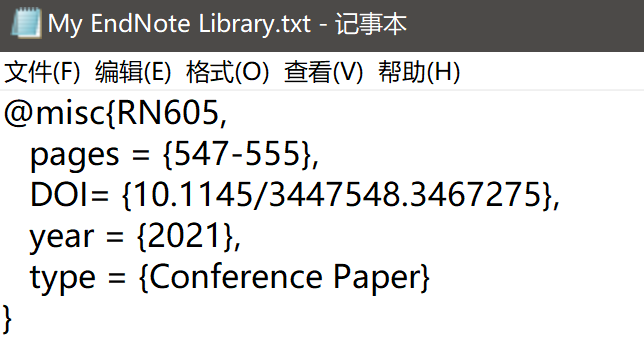 My EndNote Library.txt - 记事本
文件(F) 编辑(E) 格式(O) 查看(V) 帮助(H)
@misc{RN605,
   pages = {547-555},
   DOI= {10.1145/3447548.3467275},
   year = {2021},
   type = {Conference Paper}
}